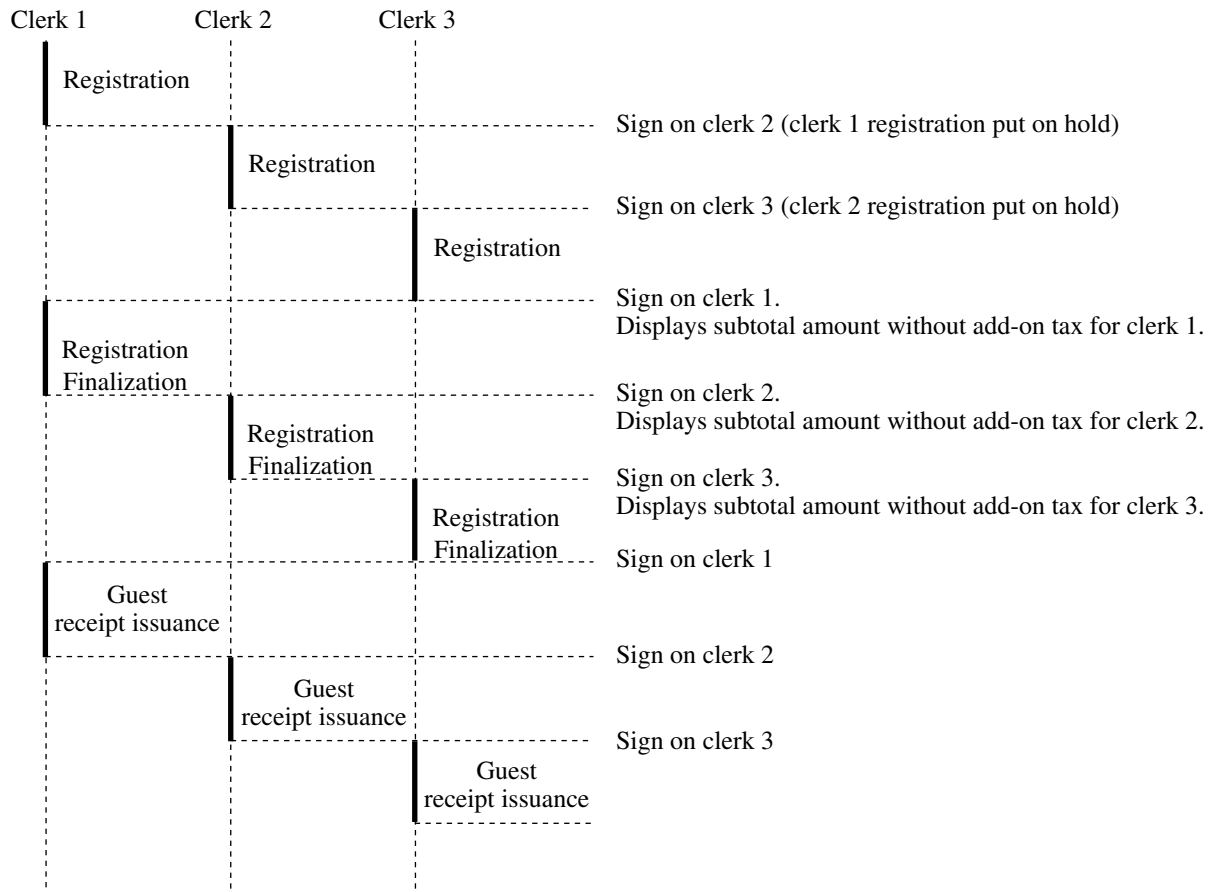 Clerk 1 Clerk 2 Clerk 3
Registration
Sign on clerk 2 (clerk 1 registration put on hold)
Registration
Sign on clerk 3 (clerk 2 registration put on hold)
Registration
Sign on clerk 1.
Displays subtotal amount without add-on tax for clerk 1.
Registration
Finalization
Sign on clerk 2.
Displays subtotal amount without add-on tax for clerk 2.
Registration
Finalization
Sign on clerk 3.
Displays subtotal amount without add-on tax for clerk 3.
Registration
Finalization
Sign on clerk 1
Guest
receipt issuance
Sign on clerk 2
Guest
receipt issuance
Sign on clerk 3
Guest
receipt issuance